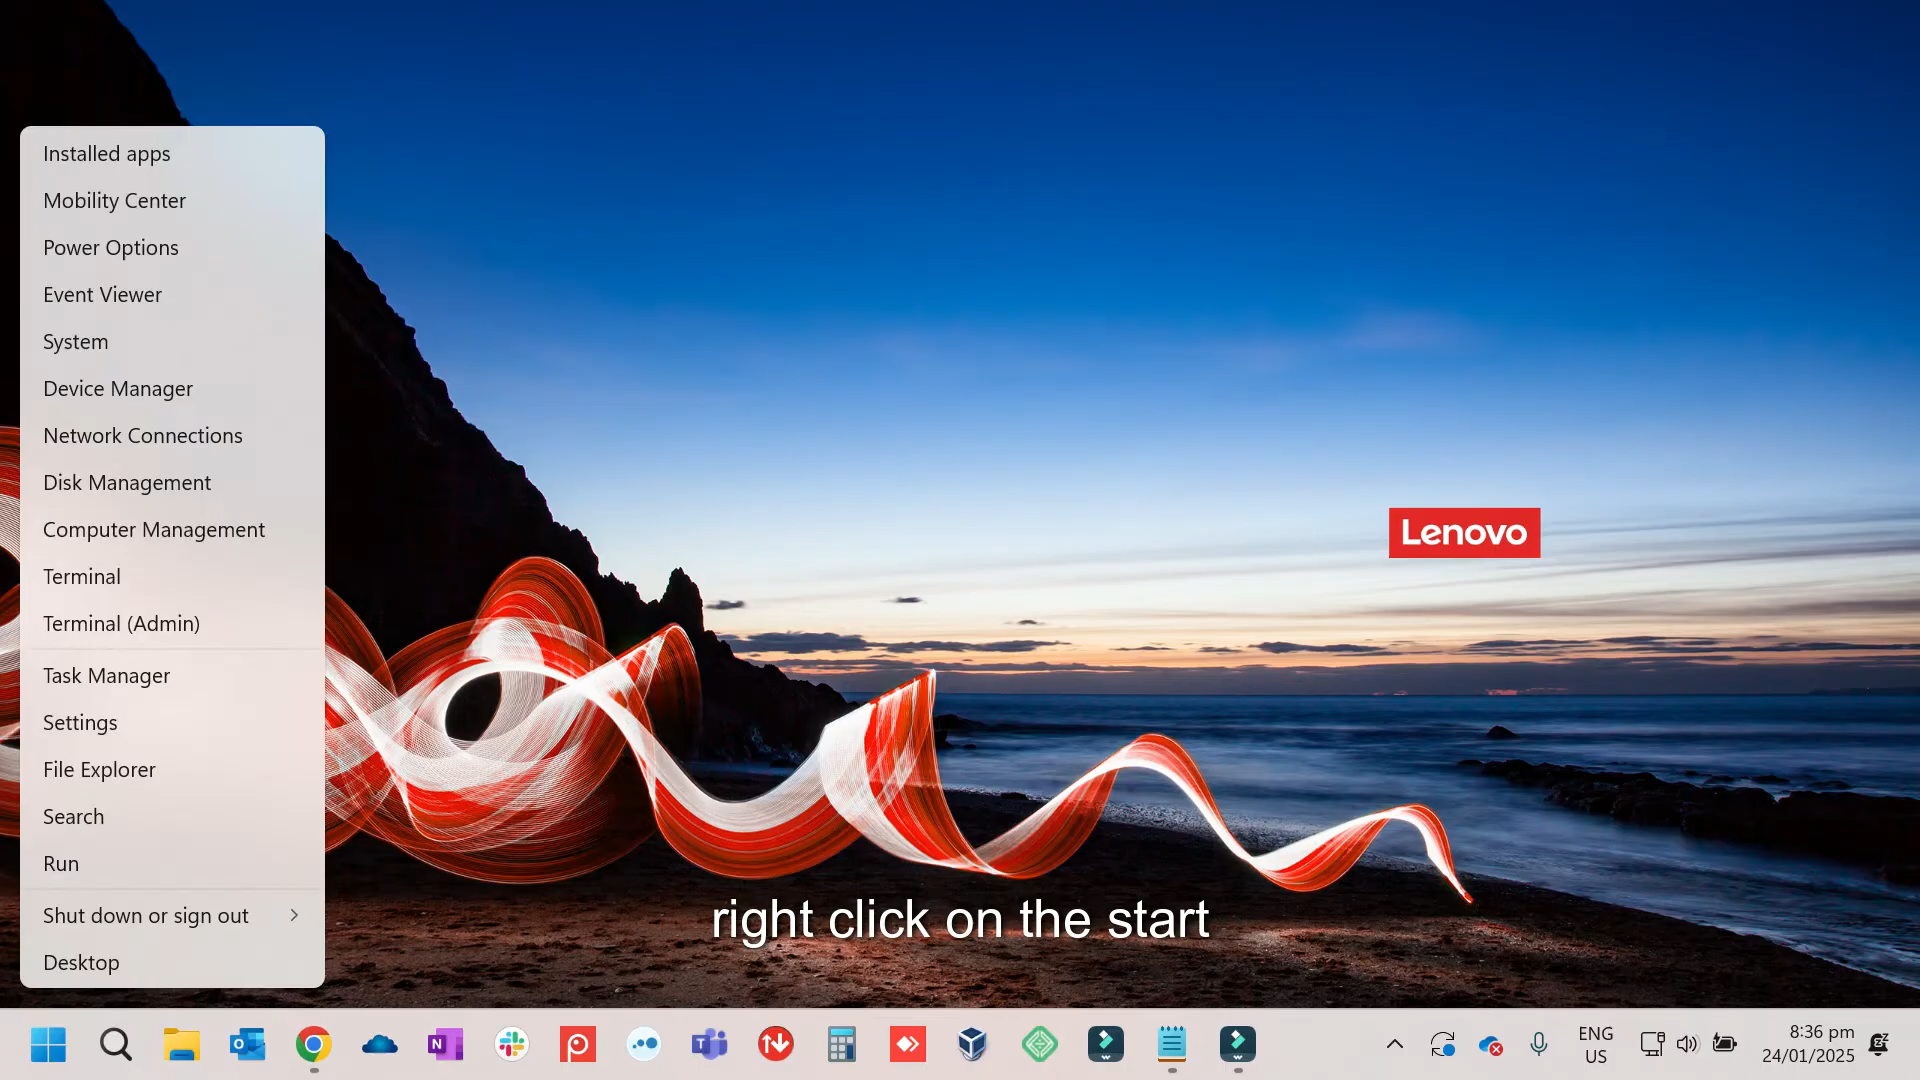 Installed apps
Mobility Center
Power Options
Event Viewer
System
Device Manager
Network Connections
Disk Management
Computer Management
Terminal
Terminal (Admin)
Task Manager
Settings
File Explorer
Search
Run
Shut down or sign out
Desktop
Lenovo
right click on the start
ENG
US
8:36 pm
24/01/2025